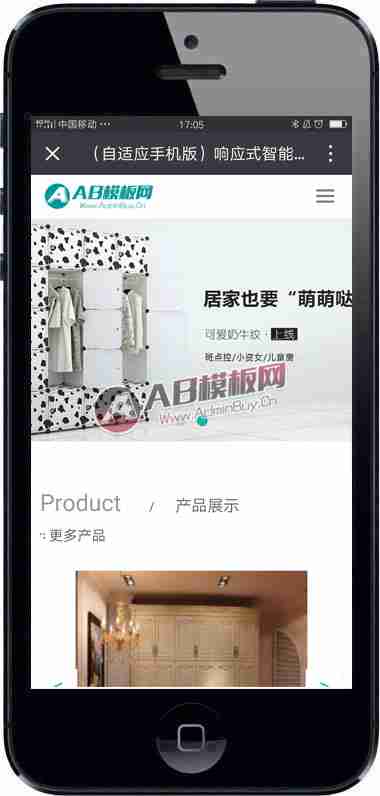 中国移动 ··· 17:05
（自适应手机版）响应式智能...
AB模板网
Www.AdminBuy.Cn
居家也要“萌萌哒
可爱奶牛纹·上线
斑点控/小资女/儿童房
AB模板网
Www.AdminBuy.Cn
Product / 产品展示
更多产品